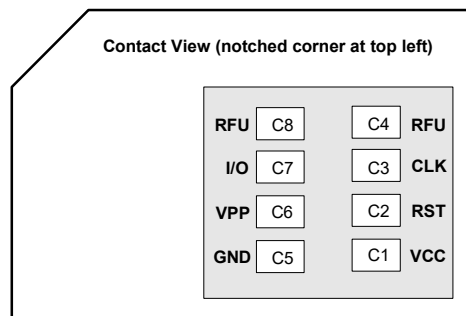 Contact View (notched corner at top left)
RFU C8 C4 RFU
I/O C7 C3 CLK
VPP C6 C2 RST
GND C5 C1 VCC